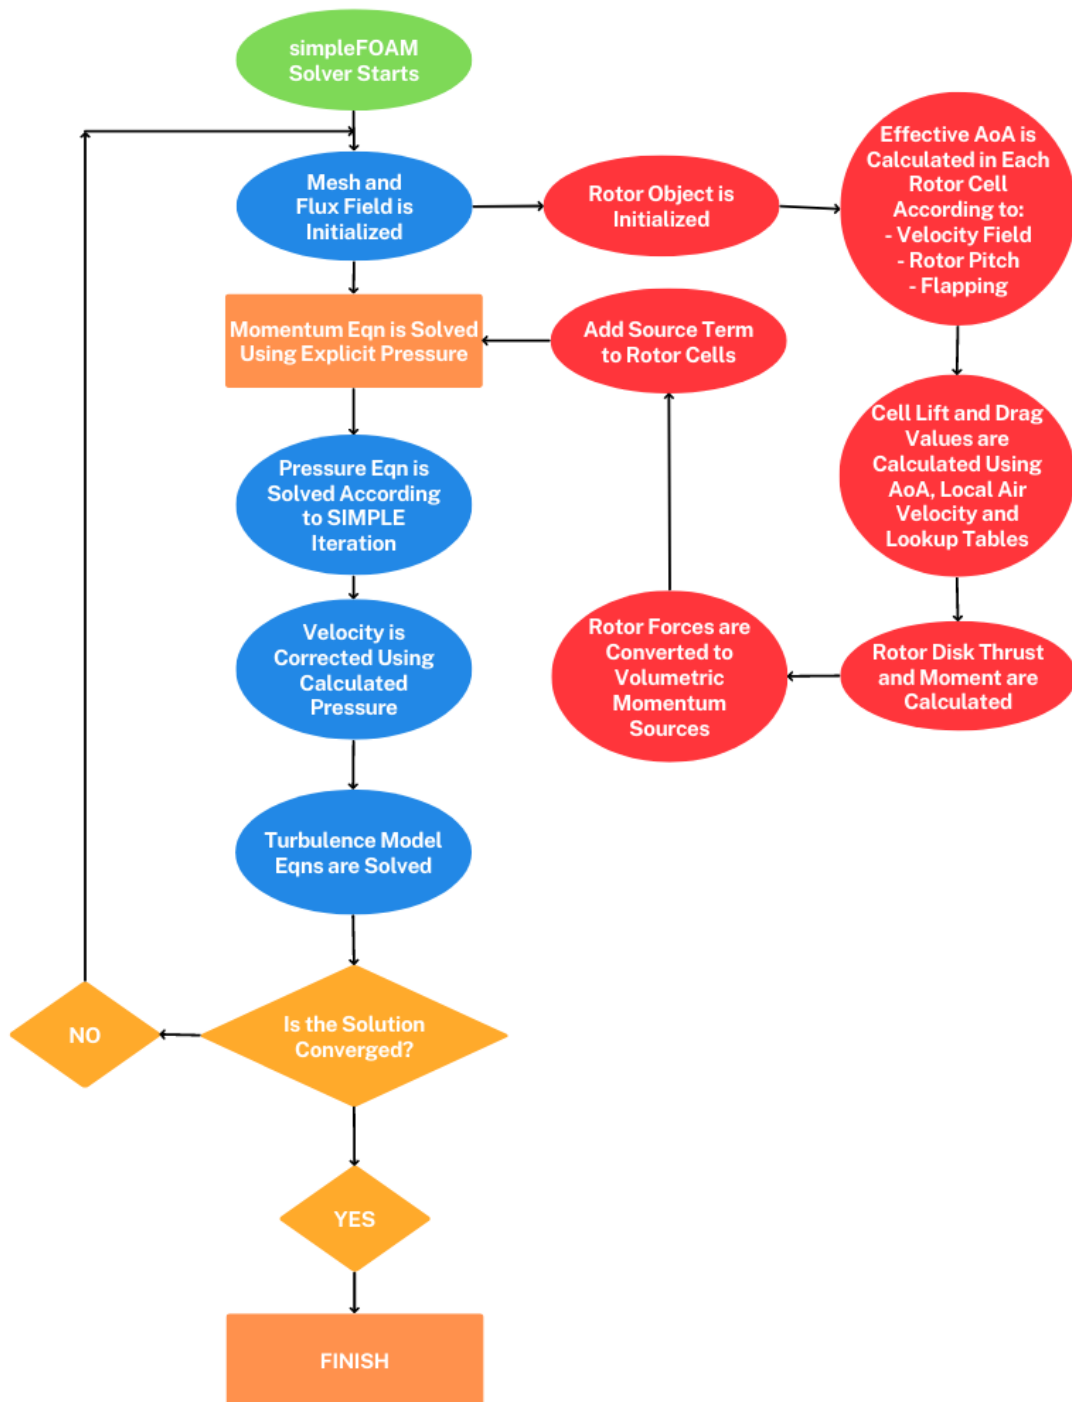 simpleFOAM
Solver Starts
Mesh and
Flux Field is
Initialized
Rotor Object is
Initialized
Effective AoA is
Calculated in Each
Rotor Cell
According to:
- Velocity Field
- Rotor Pitch
- Flapping
Momentum Eqn is Solved
Using Explicit Pressure
Add Source Term
to Rotor Cells
Cell Lift and Drag
Values are
Calculated Using
AoA, Local Air
Velocity and
Lookup Tables
Pressure Eqn is
Solved According
to SIMPLE
Iteration
Velocity is
Corrected Using
Calculated
Pressure
Rotor Forces are
Converted to
Volumetric
Momentum
Sources
Rotor Disk Thrust
and Moment are
Calculated
Turbulence Model
Eqns are Solved
NO
Is the Solution
Converged?
YES
FINISH